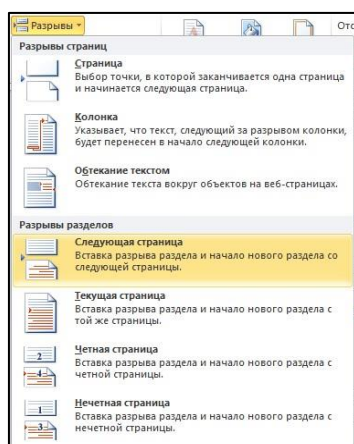 Разрывы
Отс
Разрывы страниц
Страница
Выбор точки, в которой заканчивается одна страница
и начинается следующая страница.
Колонка
Указывает, что текст, следующий за разрывом колонки,
будет перенесен в начало следующей колонки.
Обтекание текстом
Обтекание текста вокруг объектов на веб-страницах.
Разрывы разделов
Следующая страница
Вставка разрыва раздела и начало нового раздела со
следующей страницы.
Текущая страница
Вставка разрыва раздела и начало нового раздела с
той же страницы.
2
4
Четная страница
Вставка разрыва раздела и начало нового раздела с
четной страницы.
1
3
Нечетная страница
Вставка разрыва раздела и начало нового раздела с
нечетной страницы.